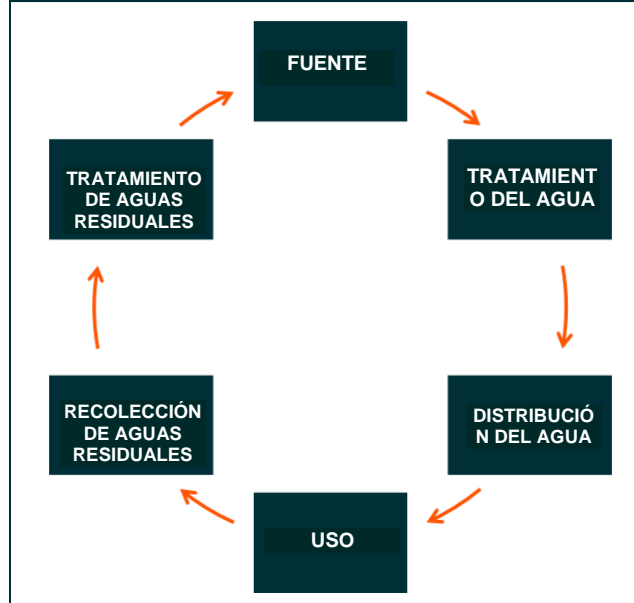 FUENTE
TRATAMIENT
O DEL AGUA
DISTRIBUCIÓ
N DEL AGUA
USO
RECOLECCIÓN
DE AGUAS
RESIDUALES
TRATAMIENTO
DE AGUAS
RESIDUALES